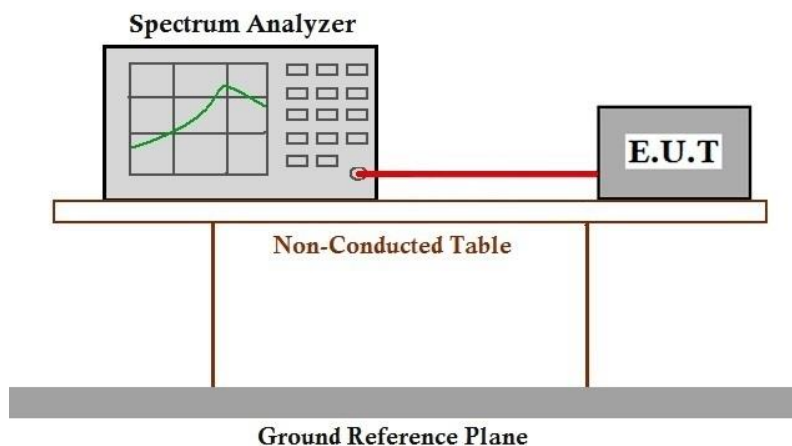 Spectrum Analyzer
E.U.T
Non-Conducted Table
Ground Reference Plane